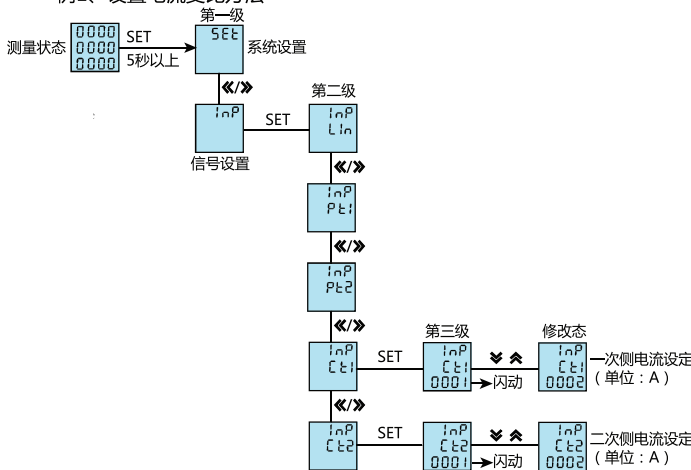 例2、设置电流变比方法
第一级
测量状态
0000
0000
0000
SET
5秒以上
SEt
系统设置
«/»
InP
信号设置
SET
第二级
InP
LIn
«/»
InP
Pt1
«/»
InP
Pt2
«/»
第三级
修改态
InP
Ct1
SET
InP
Ct1
0001
闪动
InP
Ct1
0002
一次侧电流设定
（单位：A）
«/»
InP
Ct2
SET
InP
Ct2
0001
闪动
InP
Ct2
0002
二次侧电流设定
（单位：A）